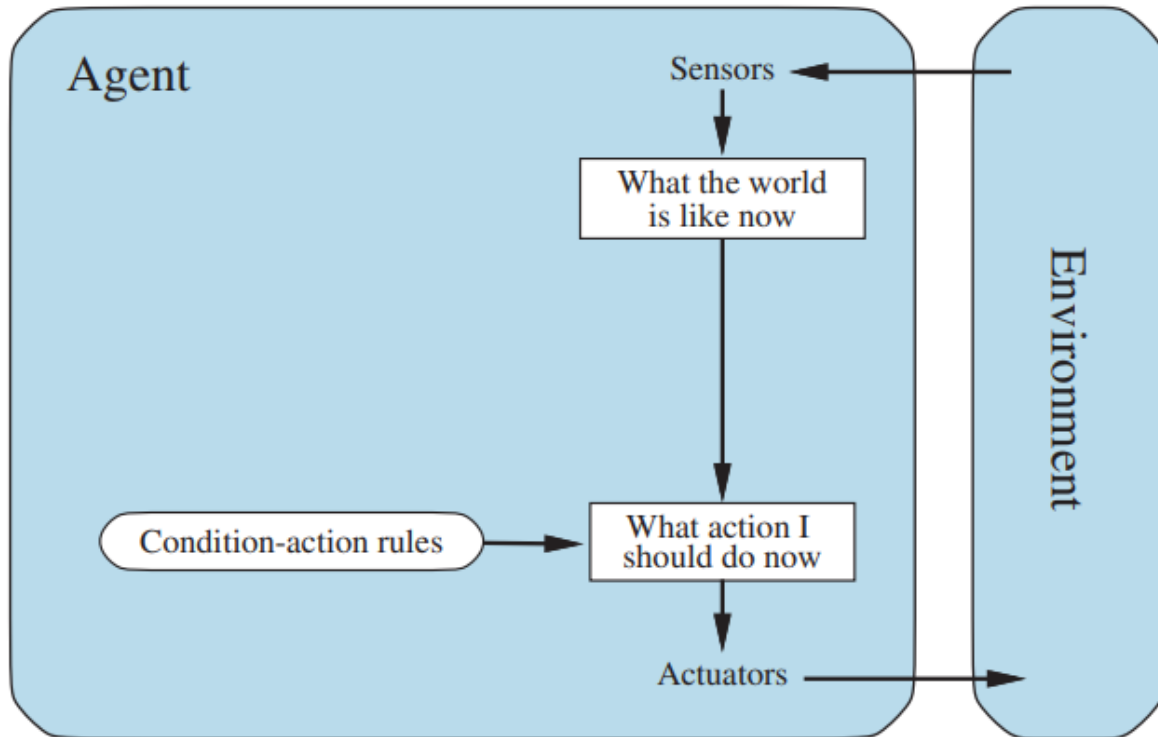 Agent
Sensors
What the world
is like now
Environment
Condition-action rules
What action I
should do now
Actuators